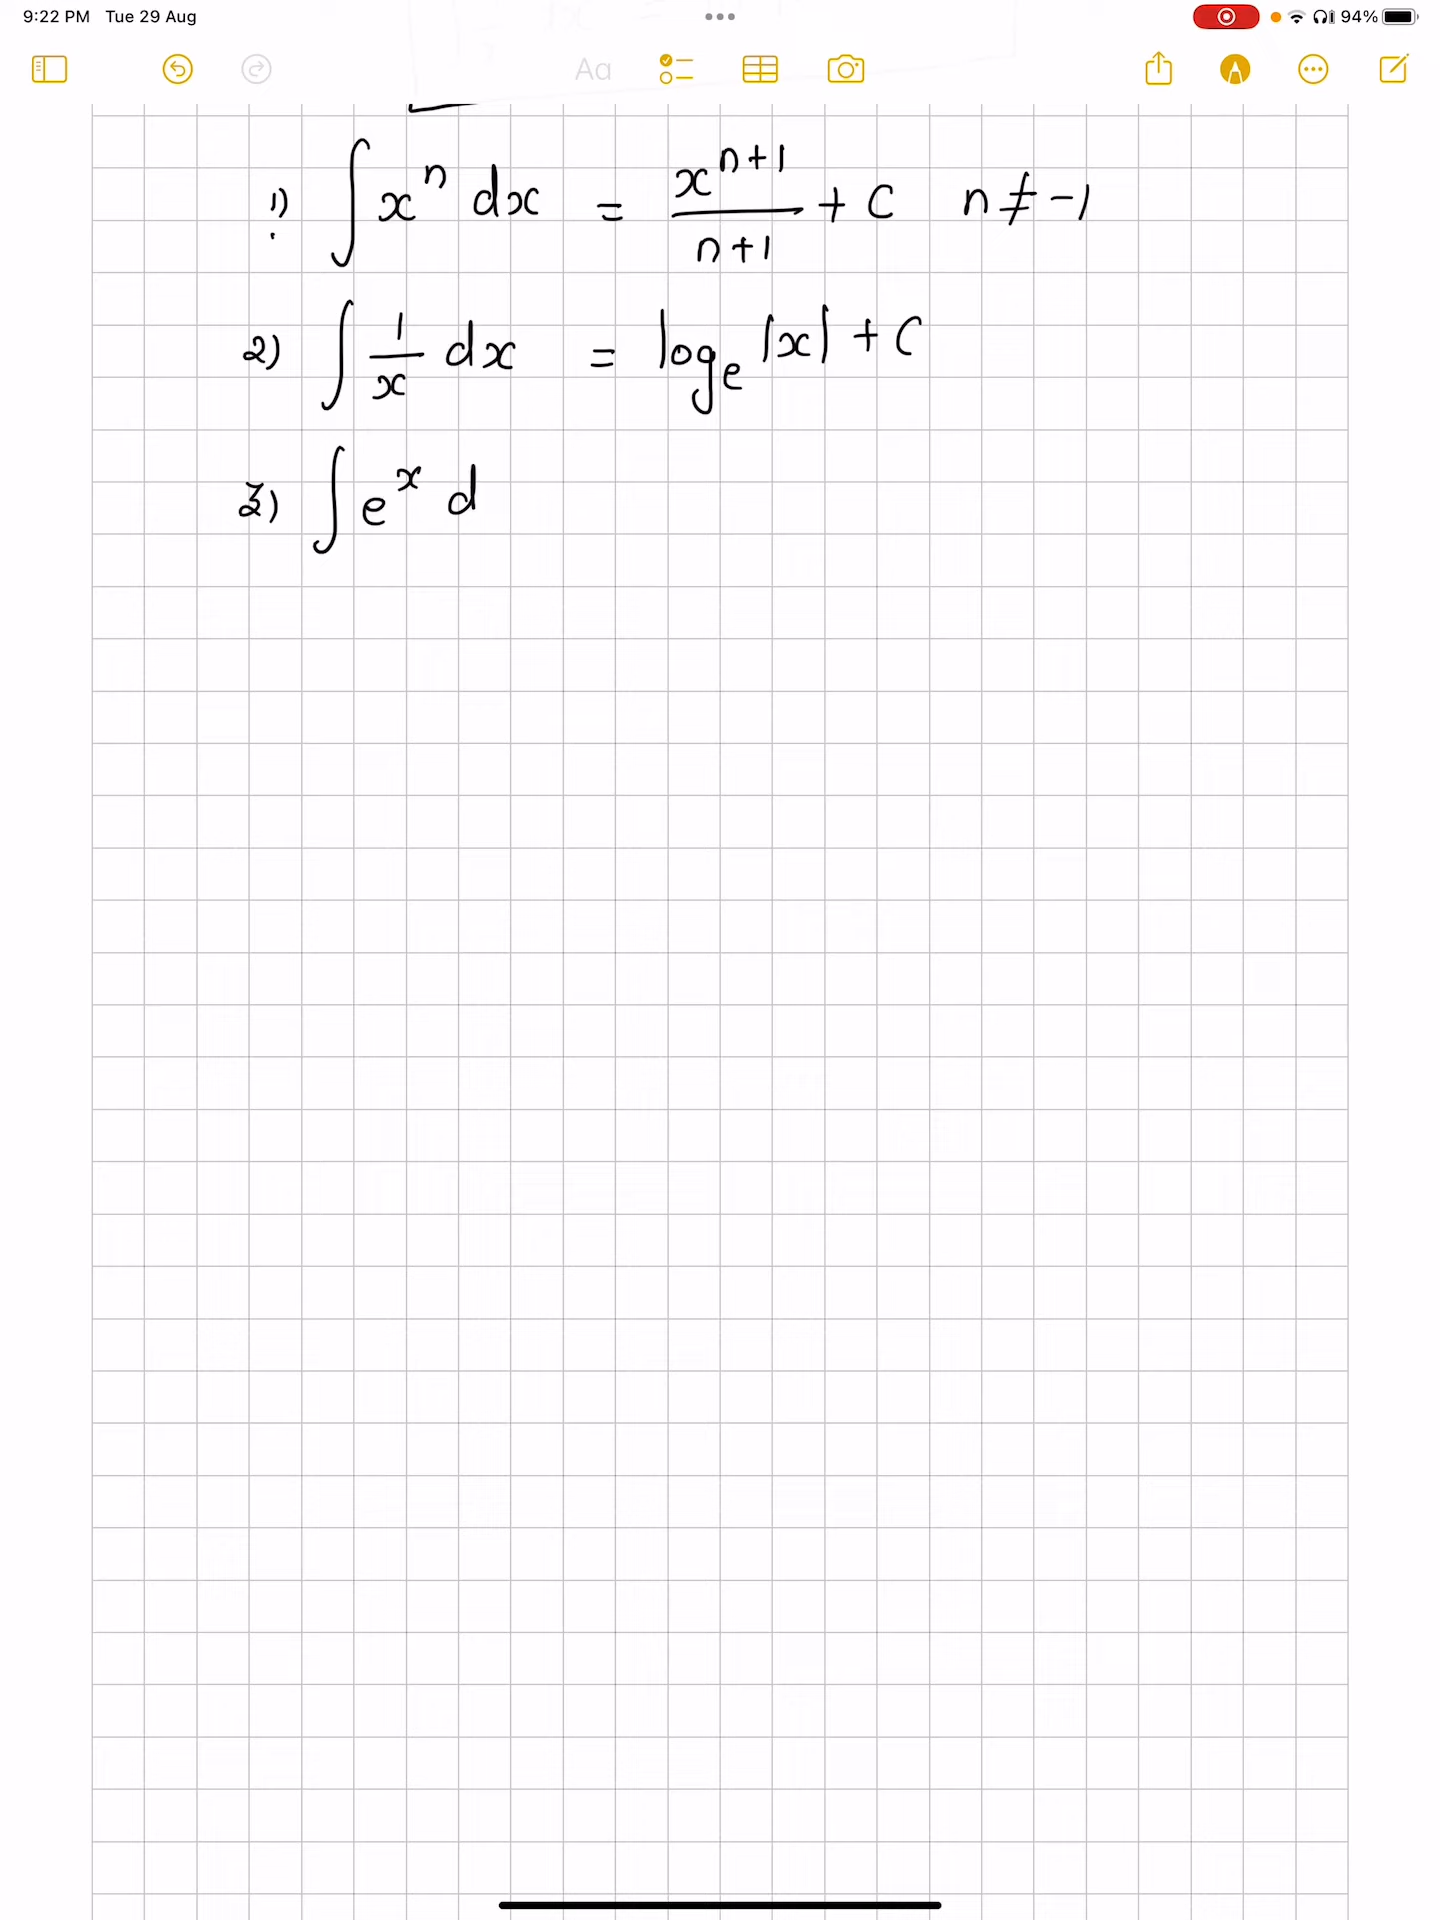 9:22 PM Tue 29 Aug 94%
Aa
1) ∫ xⁿ dx = xⁿ⁺¹/n+1 + C n ≠ -1
2) ∫ 1/x dx = logₑ |x| + C
3) ∫ eˣ d